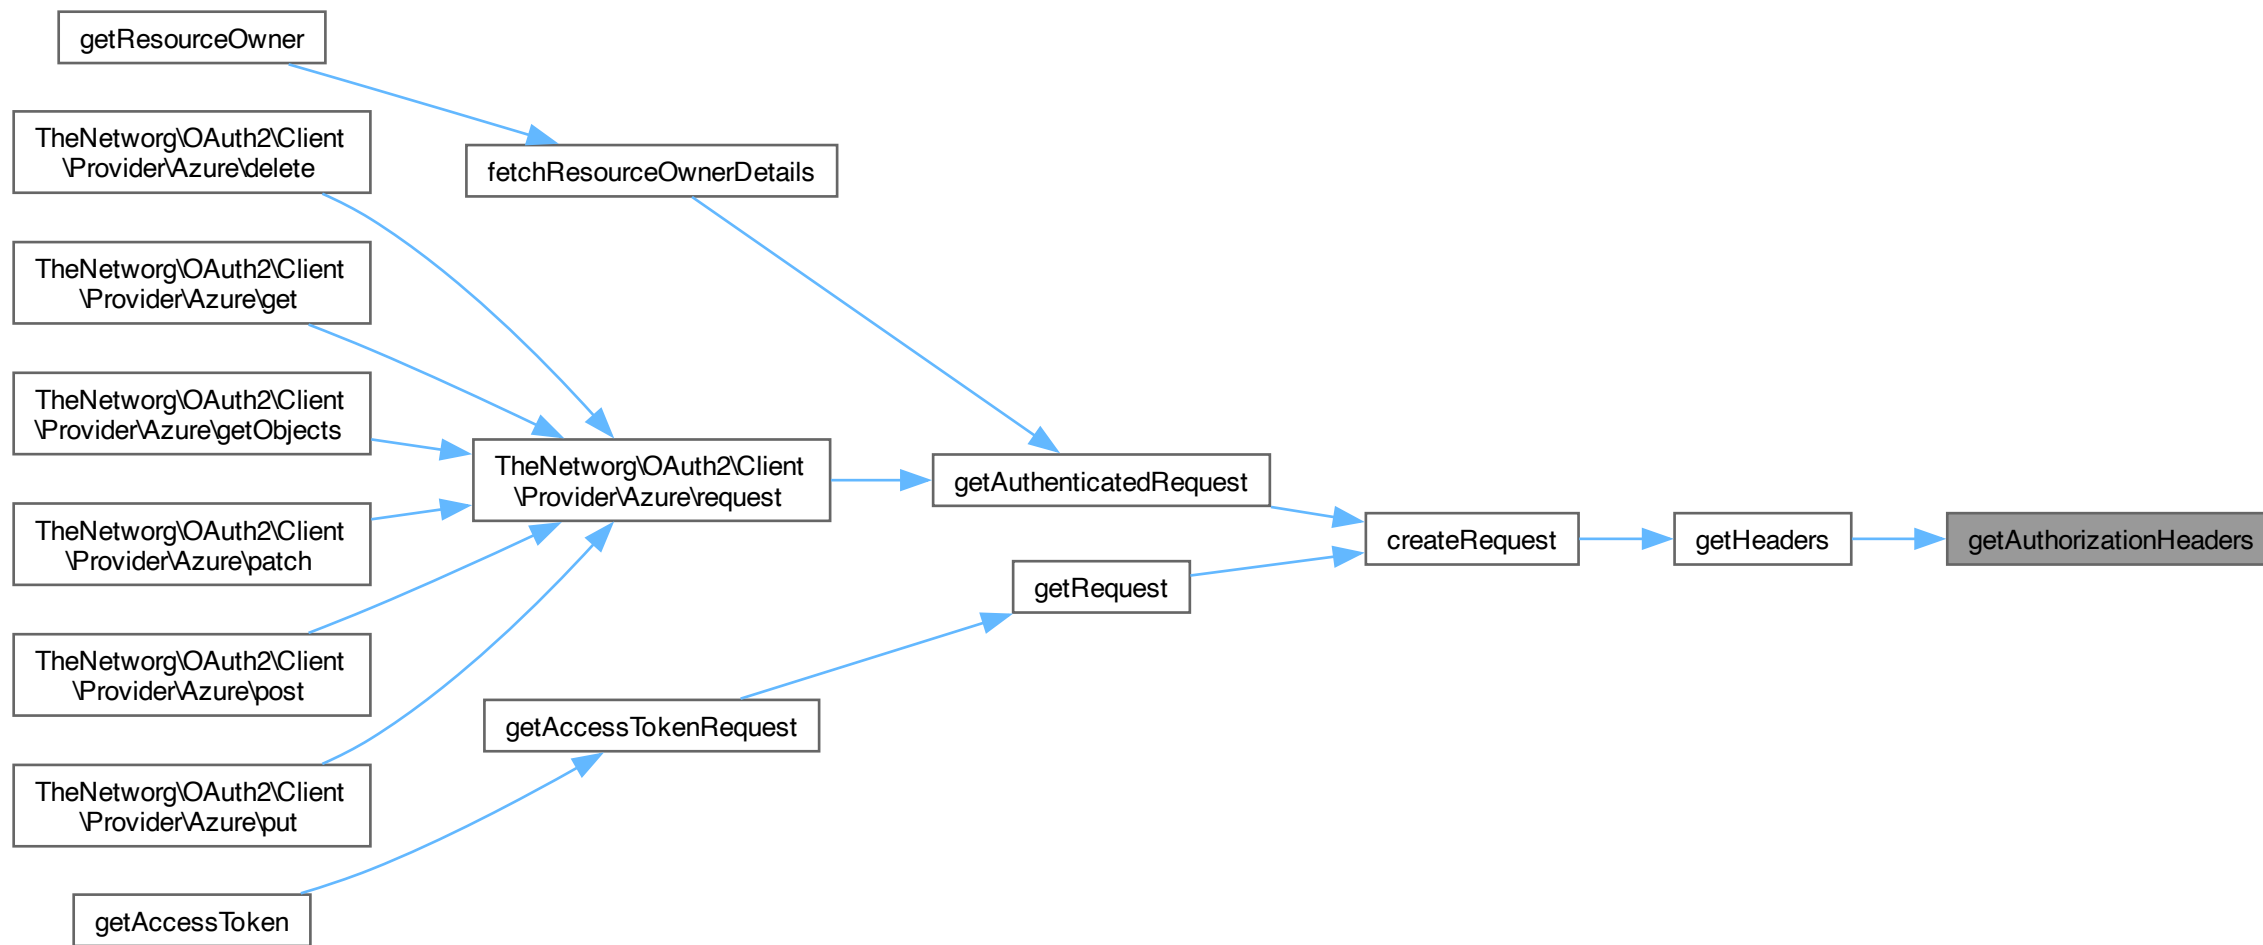 getResourceOwner
TheNetworg\OAuth2\Client
\Provider\Azure\delete
fetchResourceOwnerDetails
TheNetworg\OAuth2\Client
\Provider\Azure\get
TheNetworg\OAuth2\Client
\Provider\Azure\getObjects
TheNetworg\OAuth2\Client
\Provider\Azure\request
getAuthenticatedRequest
TheNetworg\OAuth2\Client
\Provider\Azure\patch
createRequest
getHeaders
getAuthorizationHeaders
getRequest
TheNetworg\OAuth2\Client
\Provider\Azure\post
getAccessTokenRequest
TheNetworg\OAuth2\Client
\Provider\Azure\put
getAccessToken